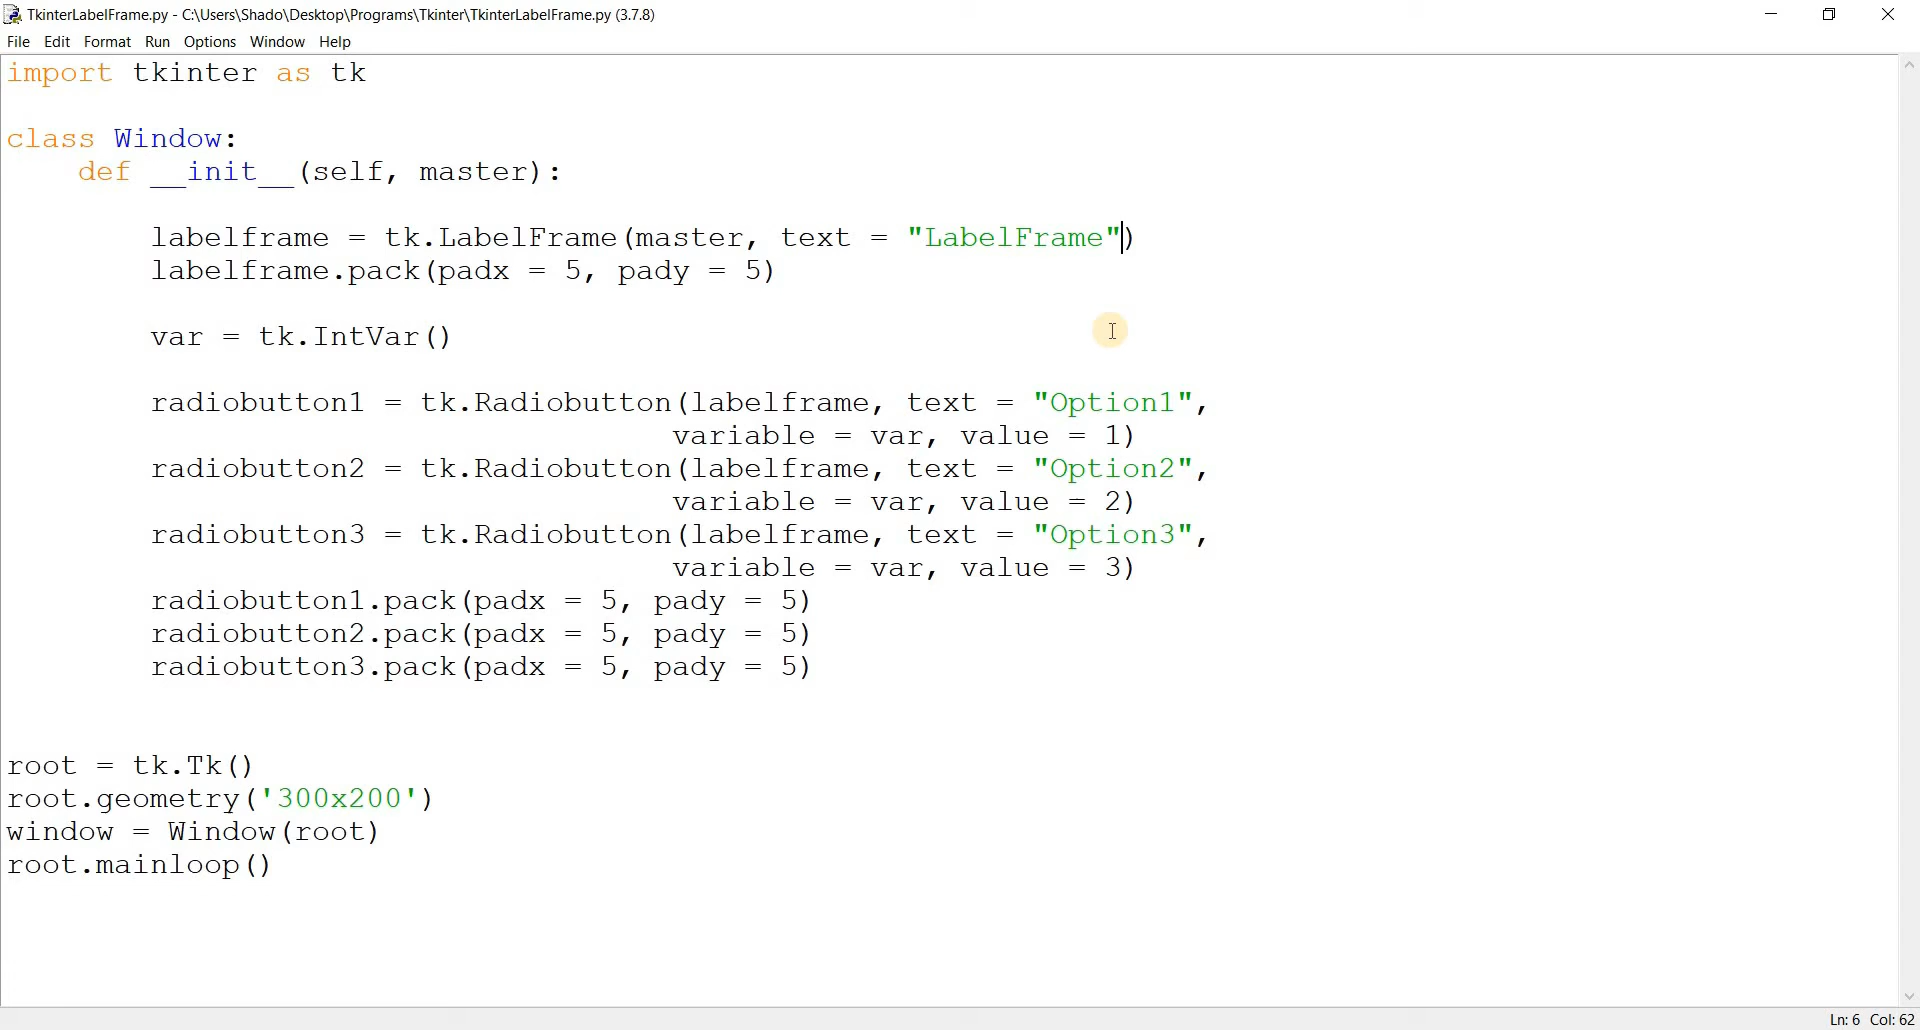 TkinterLabelFrame.py - C:\Users\Shado\Desktop\Programs\Tkinter\TkinterLabelFrame.py (3.7.8)
File Edit Format Run Options Window Help
import tkinter as tk
class Window:
    def __init__(self, master):
        labelframe = tk.LabelFrame(master, text = "LabelFrame")
        labelframe.pack(padx = 5, pady = 5)
        var = tk.IntVar()
        radiobutton1 = tk.Radiobutton(labelframe, text = "Option1",
                                     variable = var, value = 1)
        radiobutton2 = tk.Radiobutton(labelframe, text = "Option2",
                                     variable = var, value = 2)
        radiobutton3 = tk.Radiobutton(labelframe, text = "Option3",
                                     variable = var, value = 3)
        radiobutton1.pack(padx = 5, pady = 5)
        radiobutton2.pack(padx = 5, pady = 5)
        radiobutton3.pack(padx = 5, pady = 5)
root = tk.Tk()
root.geometry('300x200')
window = Window(root)
root.mainloop()
Ln: 6 Col: 62